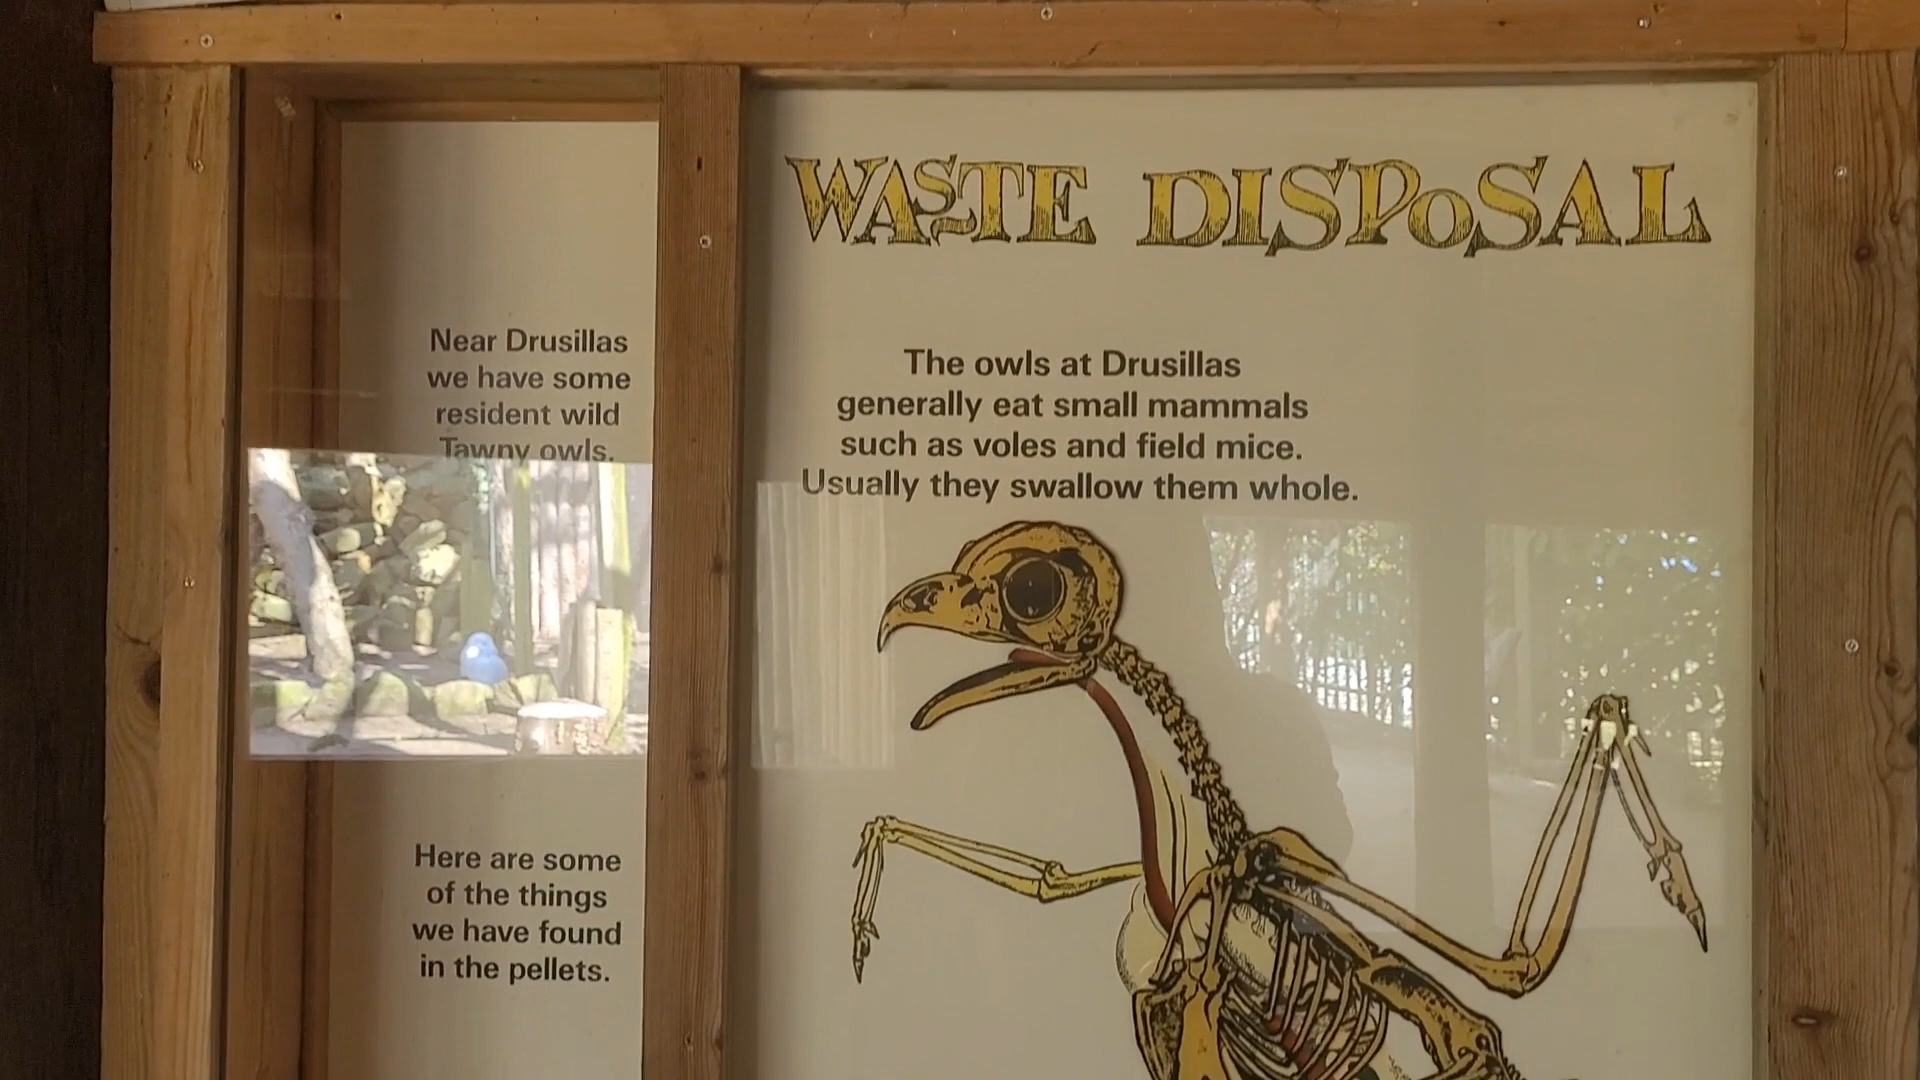 Near Drusillas
we have some
resident wild
Tawny owls.
Here are some
of the things
we have found
in the pellets.
WASTE DISPOSAL
The owls at Drusillas
generally eat small mammals
such as voles and field mice.
Usually they swallow them whole.